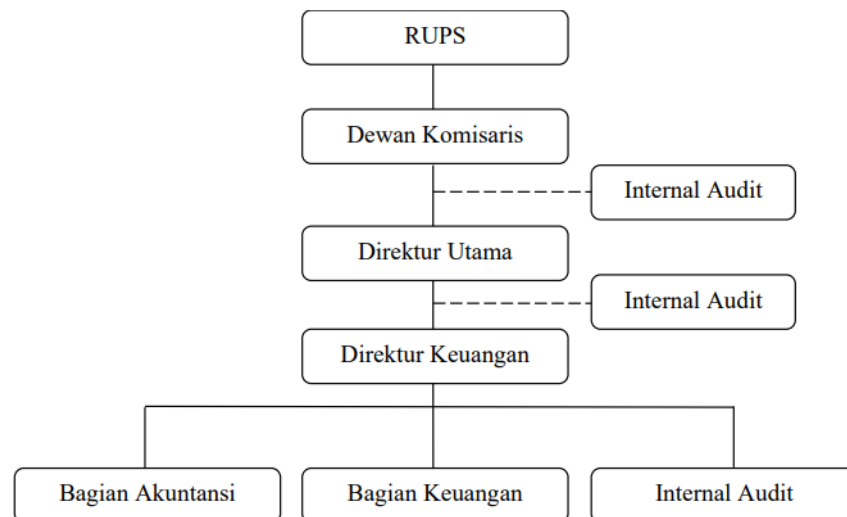 RUPS
Dewan Komisaris
Internal Audit
Direktur Utama
Internal Audit
Direktur Keuangan
Bagian Akuntansi
Bagian Keuangan
Internal Audit